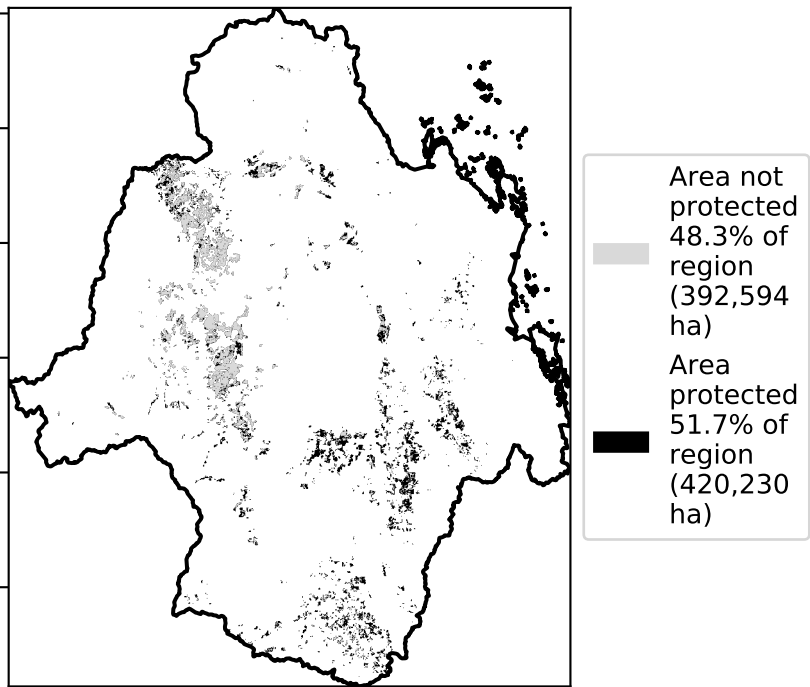 Area not
protected
48.3% of
region
(392,594
ha)
Area
protected
51.7% of
region
(420,230
ha)